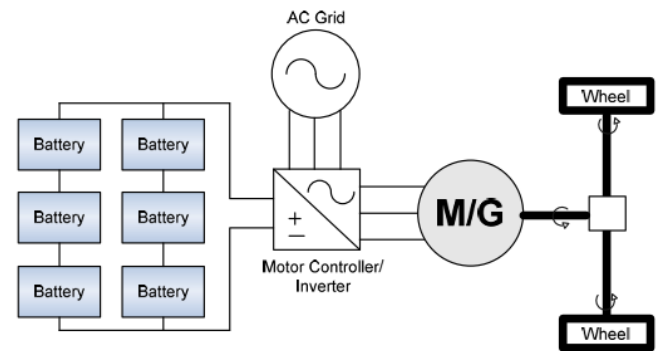 AC Grid
Wheel
Battery Battery
Battery Battery
Battery Battery
+
−
M/G
Motor Controller/
Inverter
Wheel